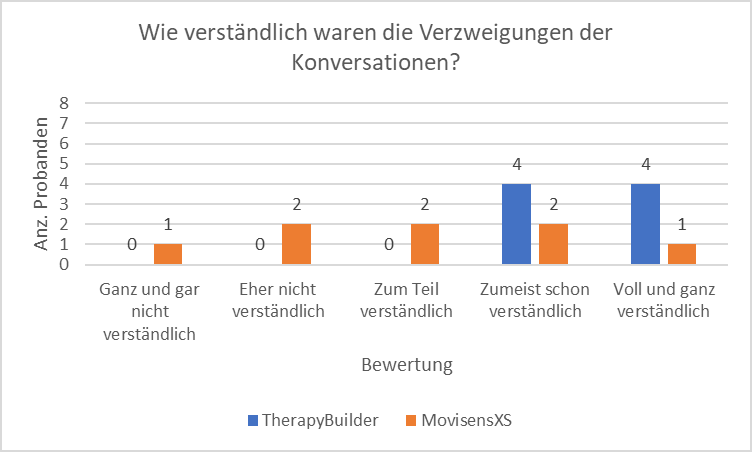 Wie verständlich waren die Verzweigungen der
Konversationen?
Anz. Probanden
8
7
6
5
4
3
2
1
0
0 1
0 2
0 2
4 2
4 1
Ganz und gar
nicht
verständlich
Eher nicht
verständlich
Zum Teil
verständlich
Zumeist schon
verständlich
Voll und ganz
verständlich
Bewertung
TherapyBuilder MovisensXS